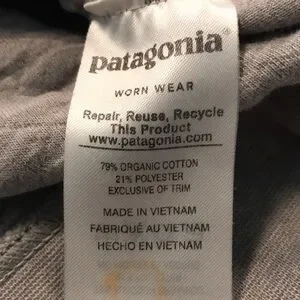 patagonia®
WORN WEAR
Repair, Reuse, Recycle
This Product
www.patagonia.com
79% ORGANIC COTTON
21% POLYESTER
EXCLUSIVE OF TRIM
MADE IN VIETNAM
FABRIQUÉ AU VIETNAM
HECHO EN VIETNAM